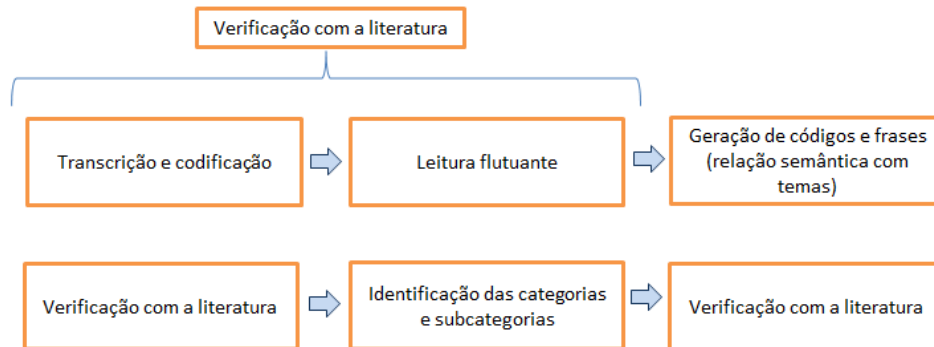 Verificação com a literatura
Transcrição e codificação
Leitura flutuante
Geração de códigos e frases
(relação semântica com
temas)
Verificação com a literatura
Identificação das categorias
e subcategorias
Verificação com a literatura